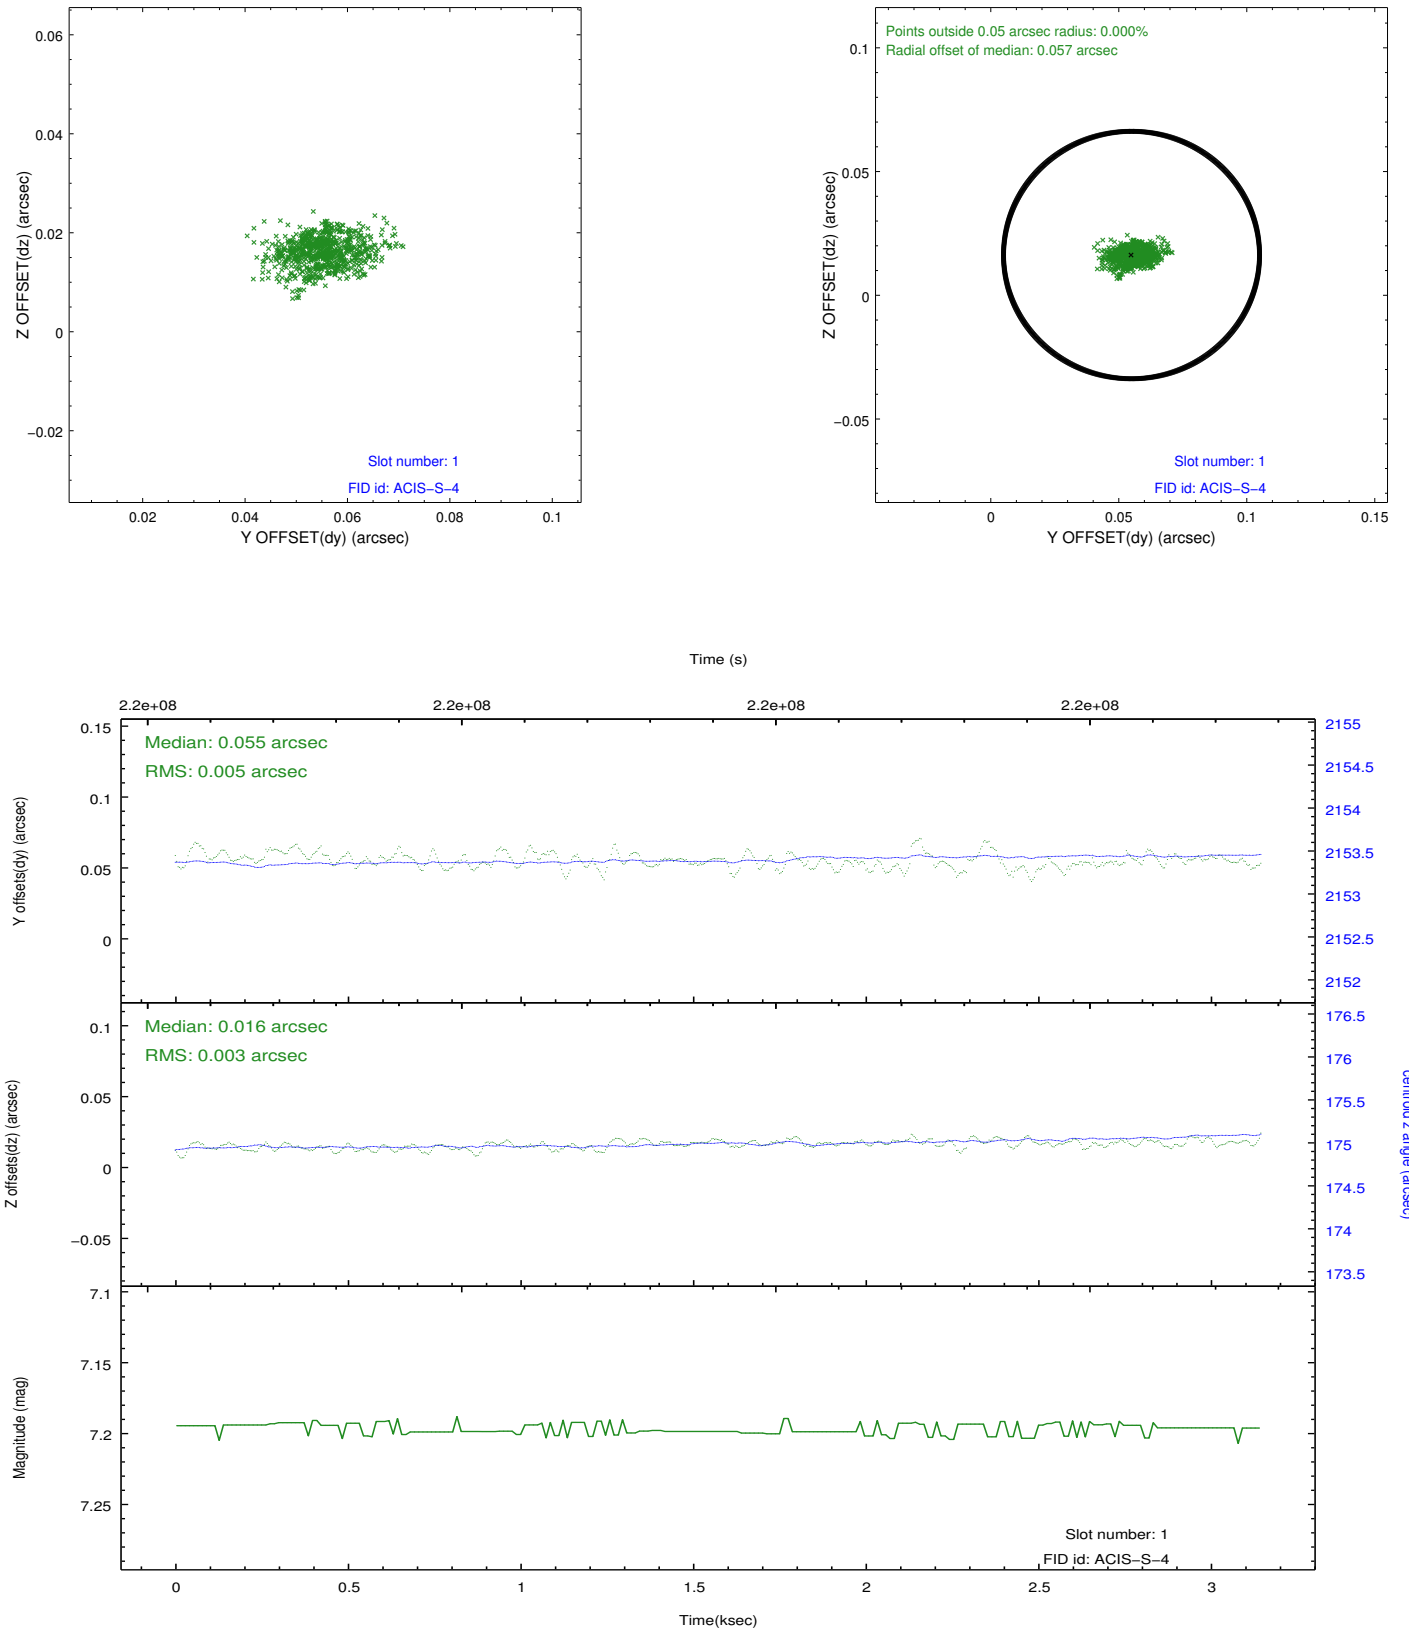 0.06
0.04
0.02
0
−0.02
Z OFFSET(dz) (arcsec)
Slot number: 1
FID id: ACIS−S−4
0.02 0.04 0.06 0.08 0.1
Y OFFSET(dy) (arcsec)
Points outside 0.05 arcsec radius: 0.000%
Radial offset of median: 0.057 arcsec
0.1
0.05
0
−0.05
Z OFFSET(dz) (arcsec)
Slot number: 1
FID id: ACIS−S−4
0 0.05 0.1 0.15
Y OFFSET(dy) (arcsec)
Time (s)
2.2e+08 2.2e+08 2.2e+08 2.2e+08
Median: 0.055 arcsec
RMS: 0.005 arcsec
0.15
0.1
0.05
0
Y offsets(dy) (arcsec)
2155
2154.5
2154
2153.5
2153
2152.5
2152
Median: 0.016 arcsec
RMS: 0.003 arcsec
0.1
0.05
0
−0.05
Z offsets(dz) (arcsec)
176.5
176
175.5
175
174.5
174
173.5
centroid z angle (arcsec)
7.1
7.15
7.2
7.25
Magnitude (mag)
Slot number: 1
FID id: ACIS−S−4
0 0.5 1 1.5 2 2.5 3
Time(ksec)